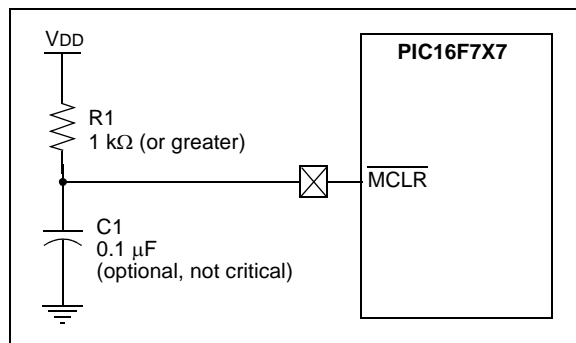 VDD
PIC16F7X7
R1
1 kΩ (or greater)
MCLR
C1
0.1 μF
(optional, not critical)